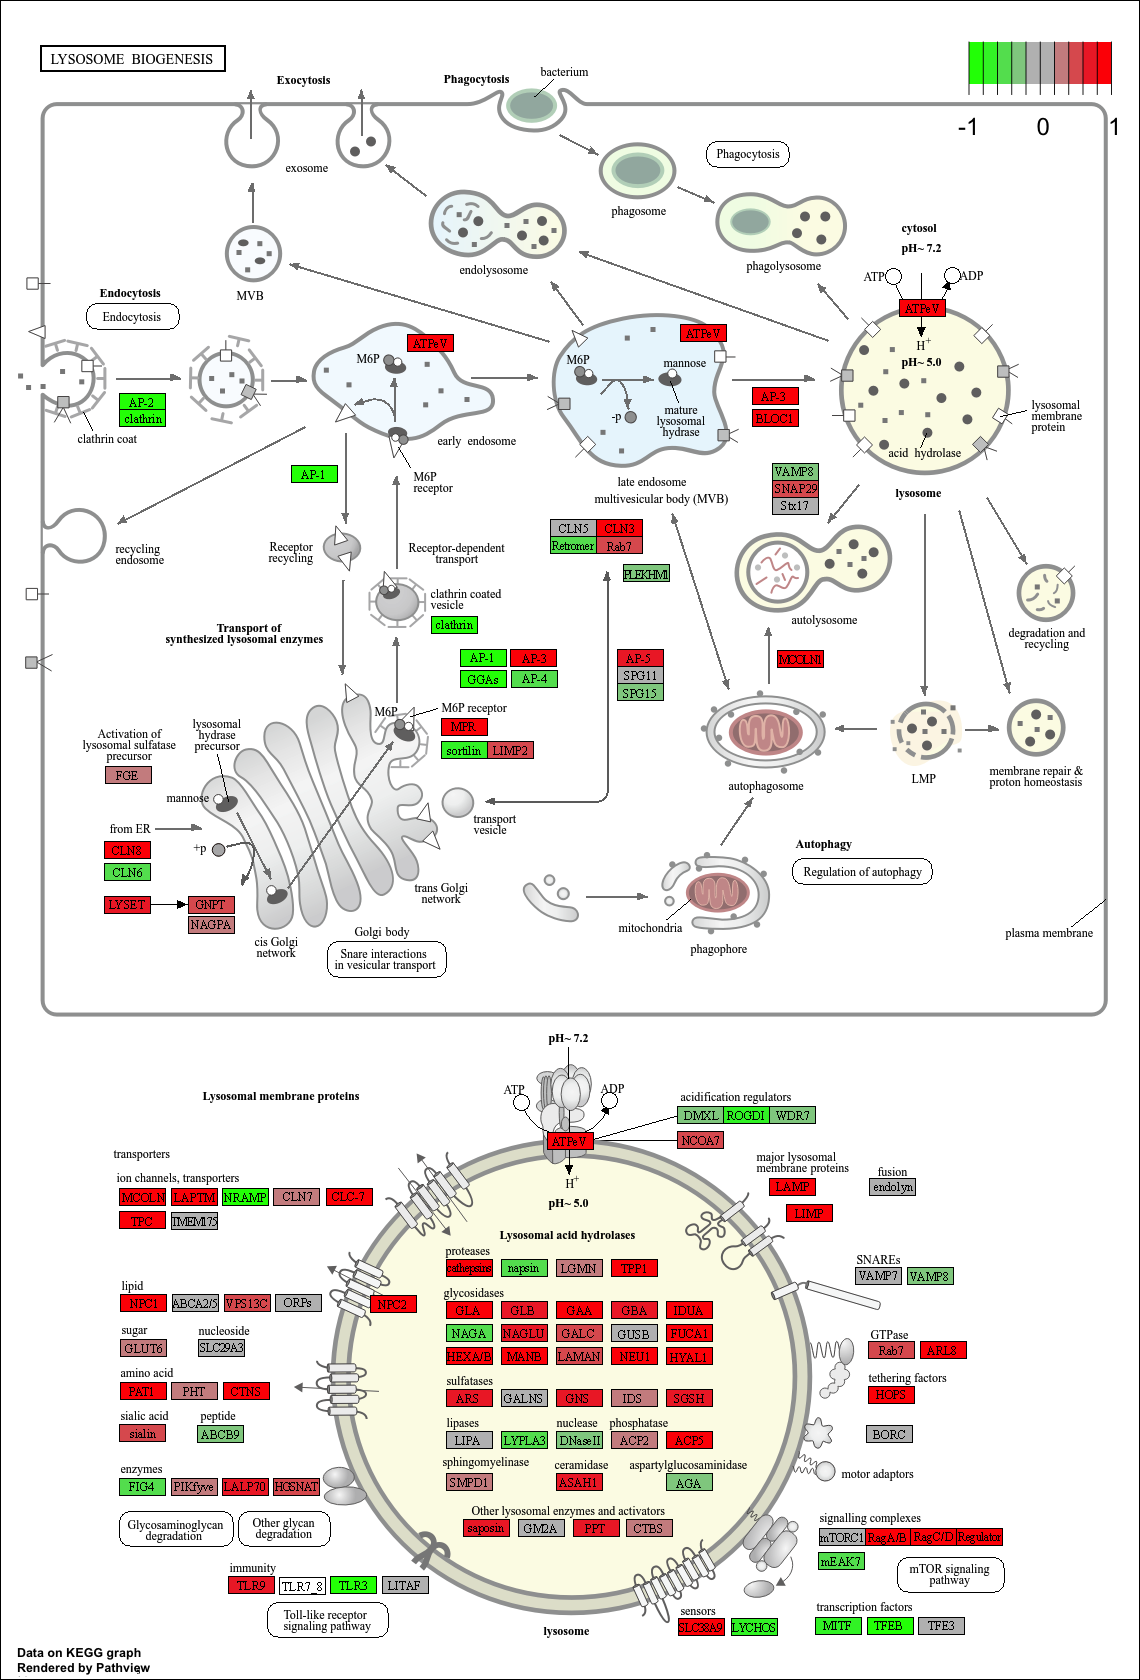 LYSOSOME BIOGENESIS
-1 0 1
Exocytosis
Phagocytosis
bacterium
exosome
Phagocytosis
phagosome
phagolysosome
endolysosome
MVB
cytosol
pH~ 7.2
ATP
ADP
ATPeV
H+
pH~ 5.0
Endocytosis
Endocytosis
AP-2
clathrin
clathrin coat
ATPeV
M6P
early endosome
M6P
receptor
ATPeV
M6P
mannose
-p
mature
lysosomal
hydrase
late endosome
multivesicular body (MVB)
AP-3
BLOC1
acid hydrolase
lysosomal
membrane
protein
lysosome
AP-1
VAMP8
SNAP29
Stx17
recycling
endosome
Receptor
recycling
Receptor-dependent
transport
CLN5 CLN3
Retromer Rab7
PLEKHM1
clathrin coated
vesicle
clathrin
autolysosome
degradation and
recycling
Transport of
synthesized lysosomal enzymes
AP-1 AP-3
GGAs AP-4
AP-5
SPG11
SPG15
MCOLN1
M6P
M6P receptor
MPR
sortilin LIMP2
Activation of
lysosomal sulfatase
precursor
FGE
lysosomal
hydrase
precursor
mannose
from ER
+p
CLN8
CLN6
LYSET
GNPT
NAGPA
transport
vesicle
trans Golgi
network
cis Golgi
network
Golgi body
Snare interactions
in vesicular transport
autophagosome
LMP
membrane repair &
proton homeostasis
Autophagy
Regulation of autophagy
mitochondria
phagophore
plasma membrane
pH~ 7.2
ATP
ADP
ATPeV
H+
pH~ 5.0
Lysosomal membrane proteins
acidification regulators
DMXL ROGDI WDR7
NCOA7
transporters
ion channels, transporters
MCOLN LAPTM NRAMP CLN7 CLC-7
TPC TMEM175
major lysosomal
membrane proteins
LAMP
LIMP
fusion
endolyn
Lysosomal acid hydrolases
proteases
cathepsins napsin LGMN TPP1
SNAREs
VAMP7 VAMP8
lipid
NPC1 ABCA2/5 VPS13C ORPs
NPC2
glycosidases
GLA GLB GAA GBA IDUA
NAGA NAGLU GALC GUSB FUCA1
HEXA/B MANB LAMAN NEU1 HYAL1
sugar
GLUT6
nucleoside
SLC29A3
GTPase
Rab7 ARL8
tethering factors
HOPS
amino acid
PAT1 PHT CTNS
sulfatases
ARS GALNS GNS IDS SGSH
sialic acid
sialin
peptide
ABCB9
lipases
LIPA LYPLA3
nuclease
DNaseII
phosphatase
ACP2 ACP5
BORC
motor adaptors
enzymes
FIG4 PIKfyve LALP70 HGSNAT
sphingomyelinase
SMPD1
ceramidase
ASAH1
aspartylglucosaminidase
AGA
Glycosaminoglycan
degradation
Other glycan
degradation
Other lysosomal enzymes and activators
saposin GM2A PPT CTBS
signalling complexes
mTORC1 RagA/B RagC/D Regulator
mEAK7
mTOR signaling
pathway
immunity
TLR9 TLR7_8 TLR3 LITAF
Toll-like receptor
signaling pathway
sensors
SLC38A9 LYCHOS
transcription factors
MITF TFEB TFE3
lysosome
Data on KEGG graph
Rendered by Pathview